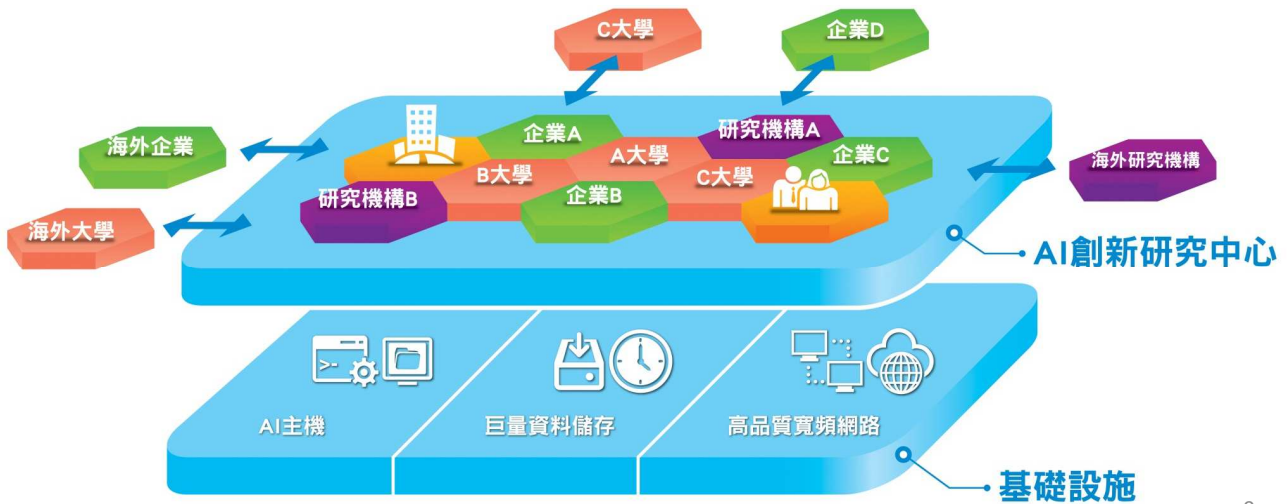 C大學
企業D
海外企業
企業A
研究機構A
A大學
企業C
海外研究機構
B大學
C大學
研究機構B
企業B
海外大學
AI創新研究中心
>-
AI主機
巨量資料儲存
高品質寬頻網路
基礎設施